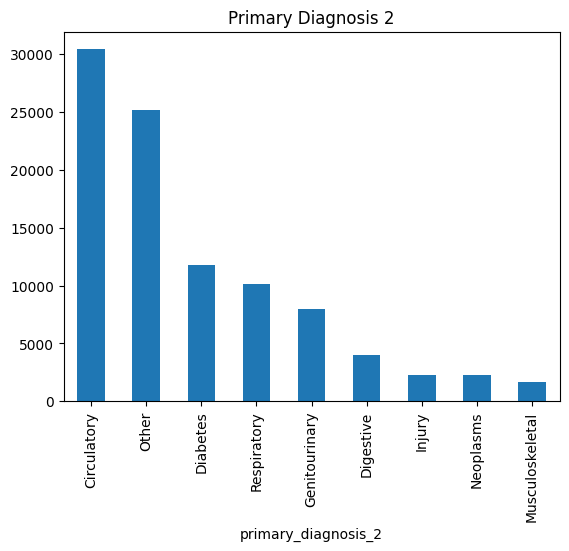 Primary Diagnosis 2
30000
25000
20000
15000
10000
5000
0
Circulatory
Other
Diabetes
Respiratory
Genitourinary
Digestive
Injury
Neoplasms
Musculoskeletal
primary_diagnosis_2